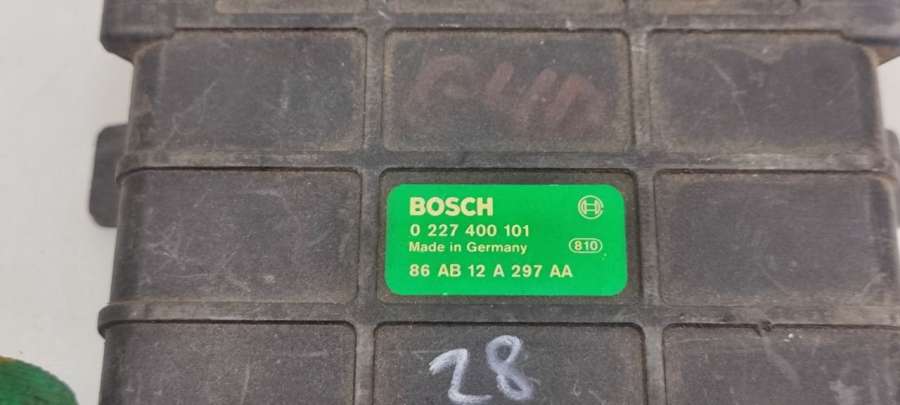 BOSCH
0 227 400 101
Made in Germany 810
86 AB 12 A 297 AA
28